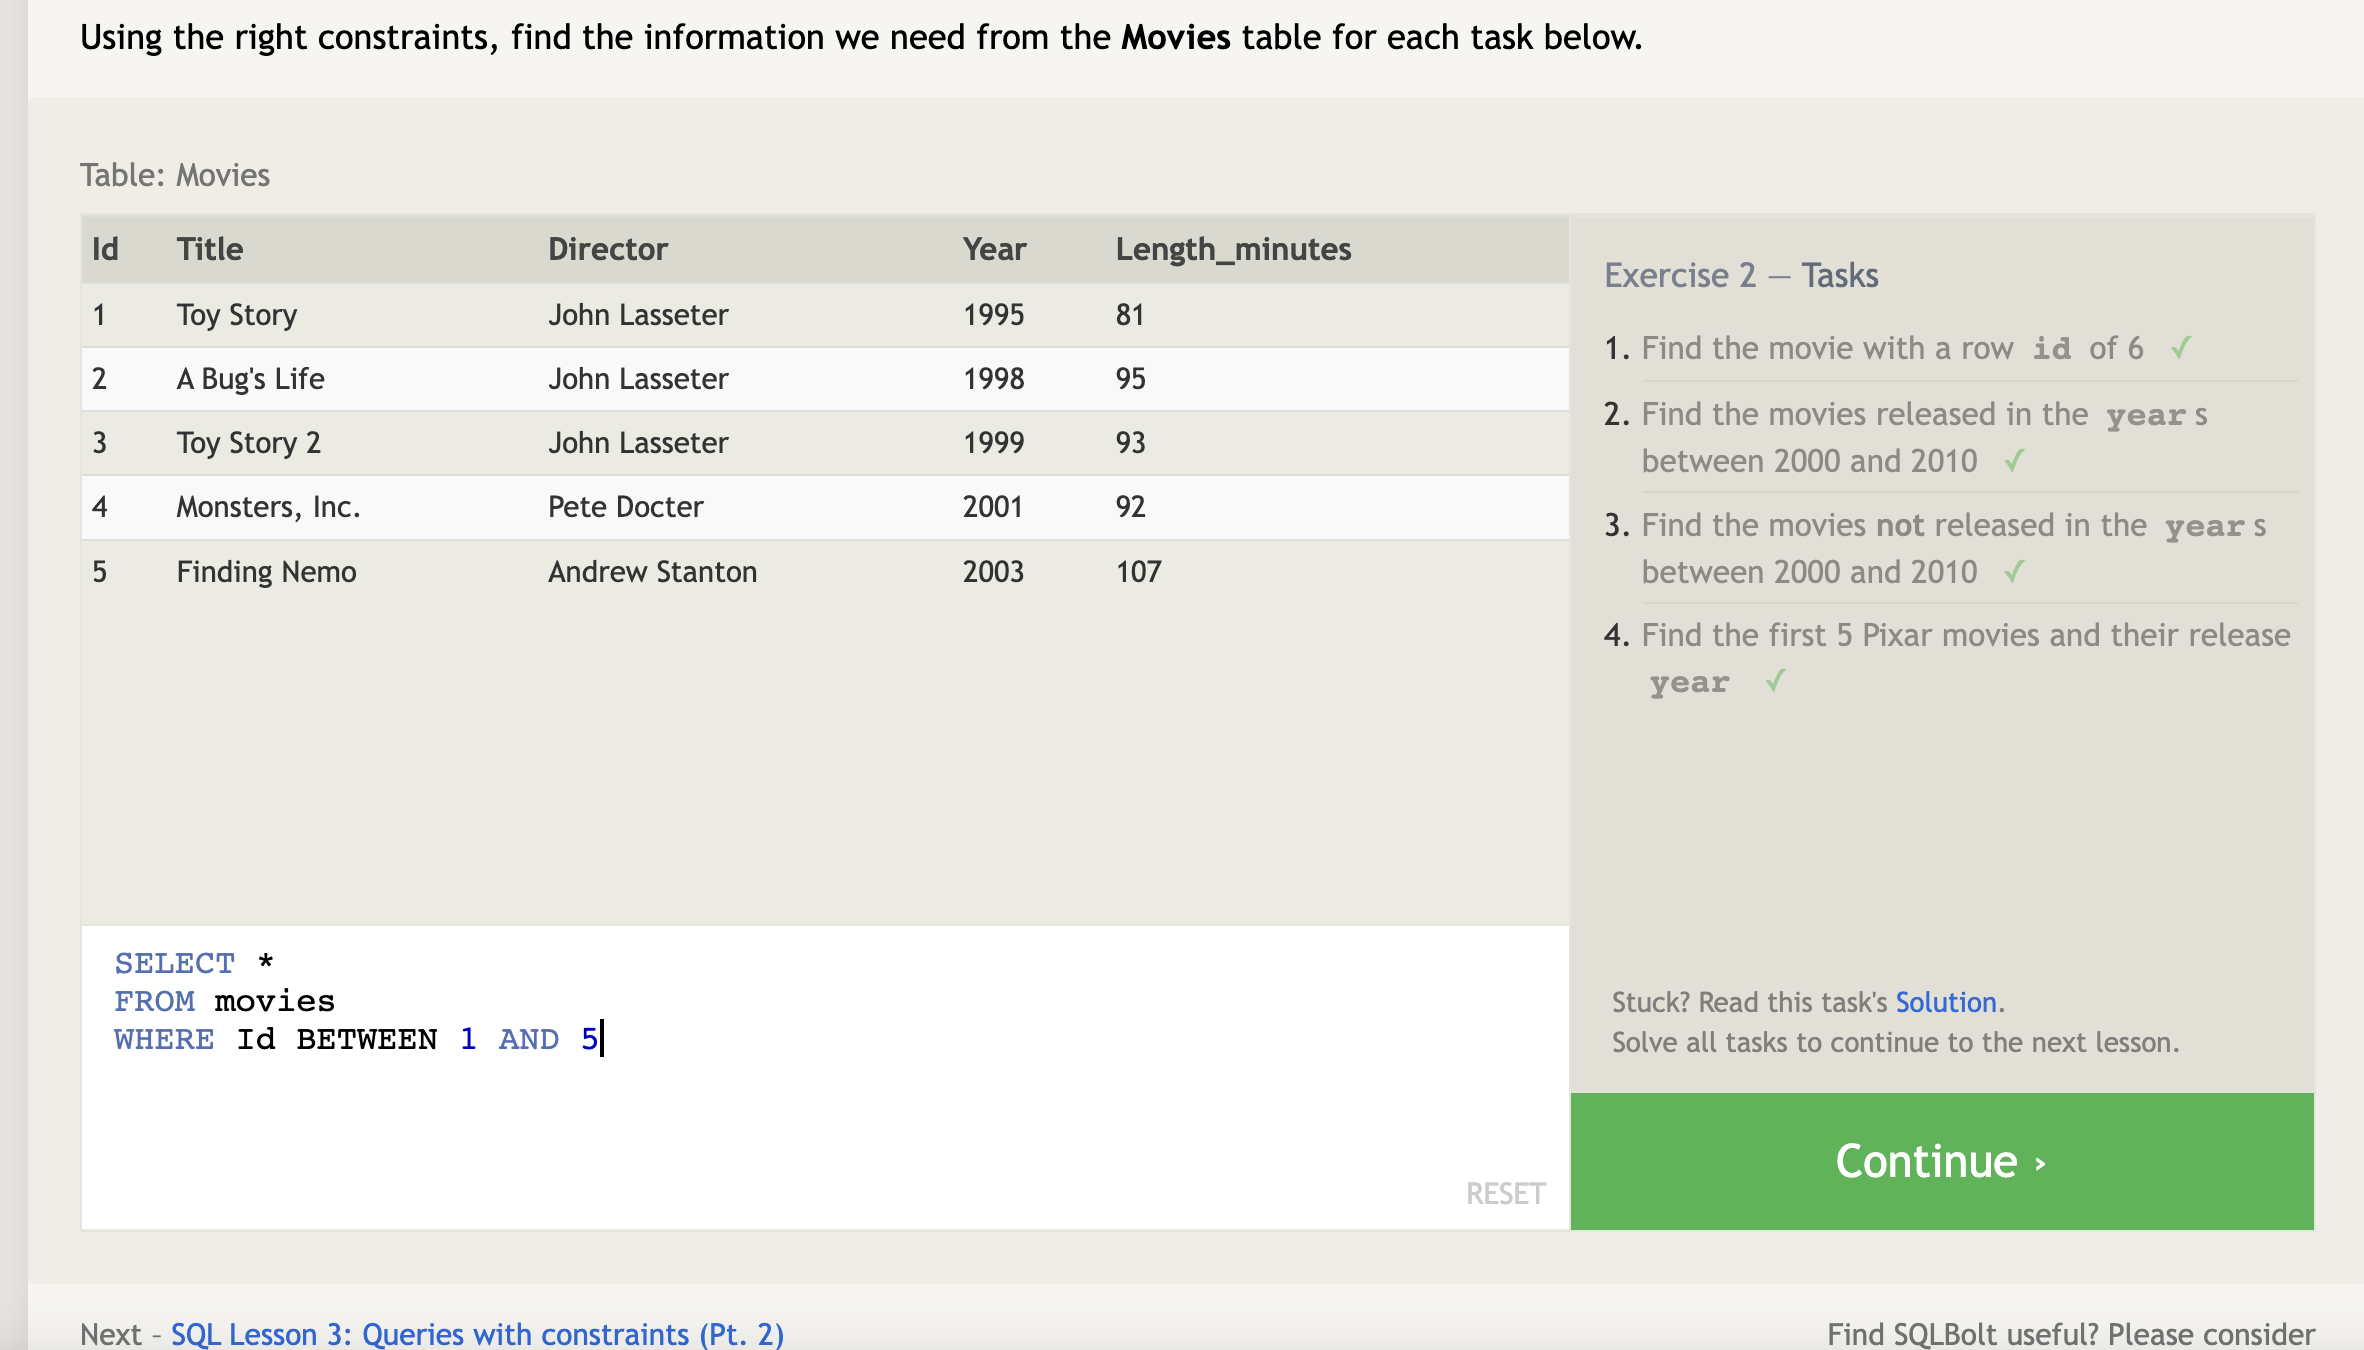 Using the right constraints, find the information we need from the Movies table for each task below.
Table: Movies
Id Title Director Year Length_minutes
1 Toy Story John Lasseter 1995 81
2 A Bug's Life John Lasseter 1998 95
3 Toy Story 2 John Lasseter 1999 93
4 Monsters, Inc. Pete Docter 2001 92
5 Finding Nemo Andrew Stanton 2003 107
SELECT *
FROM movies
WHERE Id BETWEEN 1 AND 5
RESET
Exercise 2 — Tasks
1. Find the movie with a row id of 6 ✓
2. Find the movies released in the year s
between 2000 and 2010 ✓
3. Find the movies not released in the year s
between 2000 and 2010 ✓
4. Find the first 5 Pixar movies and their release
year ✓
Stuck? Read this task's Solution.
Solve all tasks to continue to the next lesson.
Continue ›
Next – SQL Lesson 3: Queries with constraints (Pt. 2)
Find SQLBolt useful? Please consider